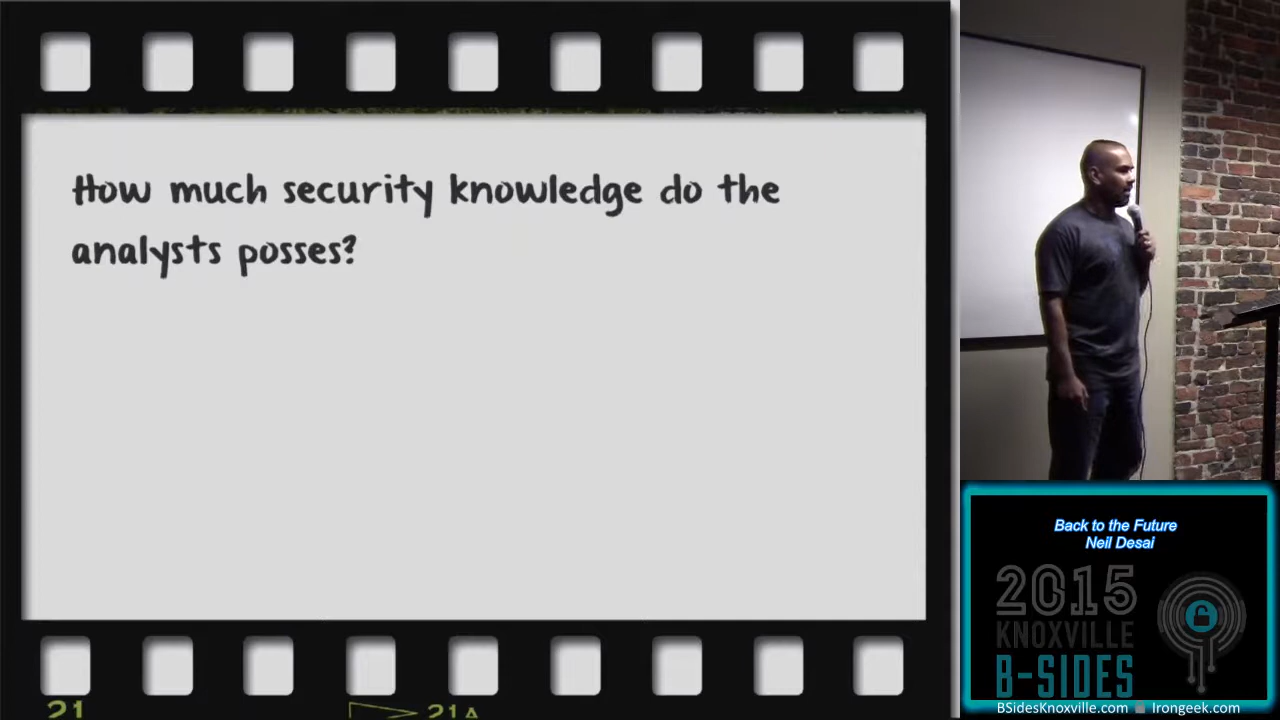 How much security knowledge do the
analysts posses?
21
21A
Back to the Future
Neil Desai
2015
KNOXVILLE
B-SIDES
BSidesKnoxville.com Irongeek.com